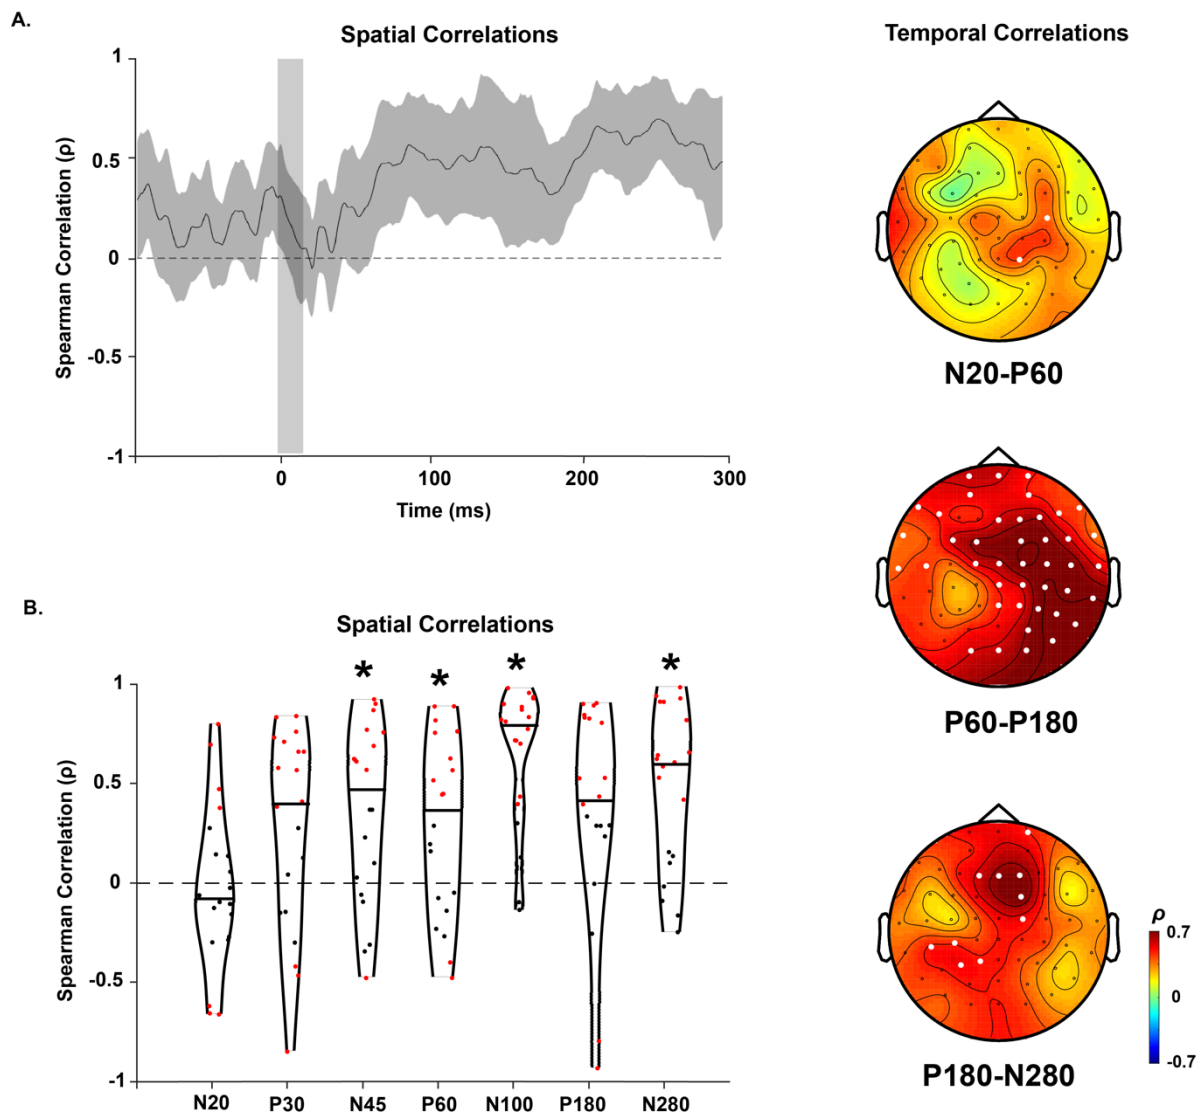 A.
Spatial Correlations
Temporal Correlations
1
0.5
0
-0.5
-1
Spearman Correlation (ρ)
0
100
200
300
Time (ms)
N20-P60
P60-P180
B.
Spatial Correlations
* * * *
1
0.5
0
-0.5
-1
Spearman Correlation (ρ)
N20 P30 N45 P60 N100 P180 N280
ρ
0.7
0
-0.7
P180-N280